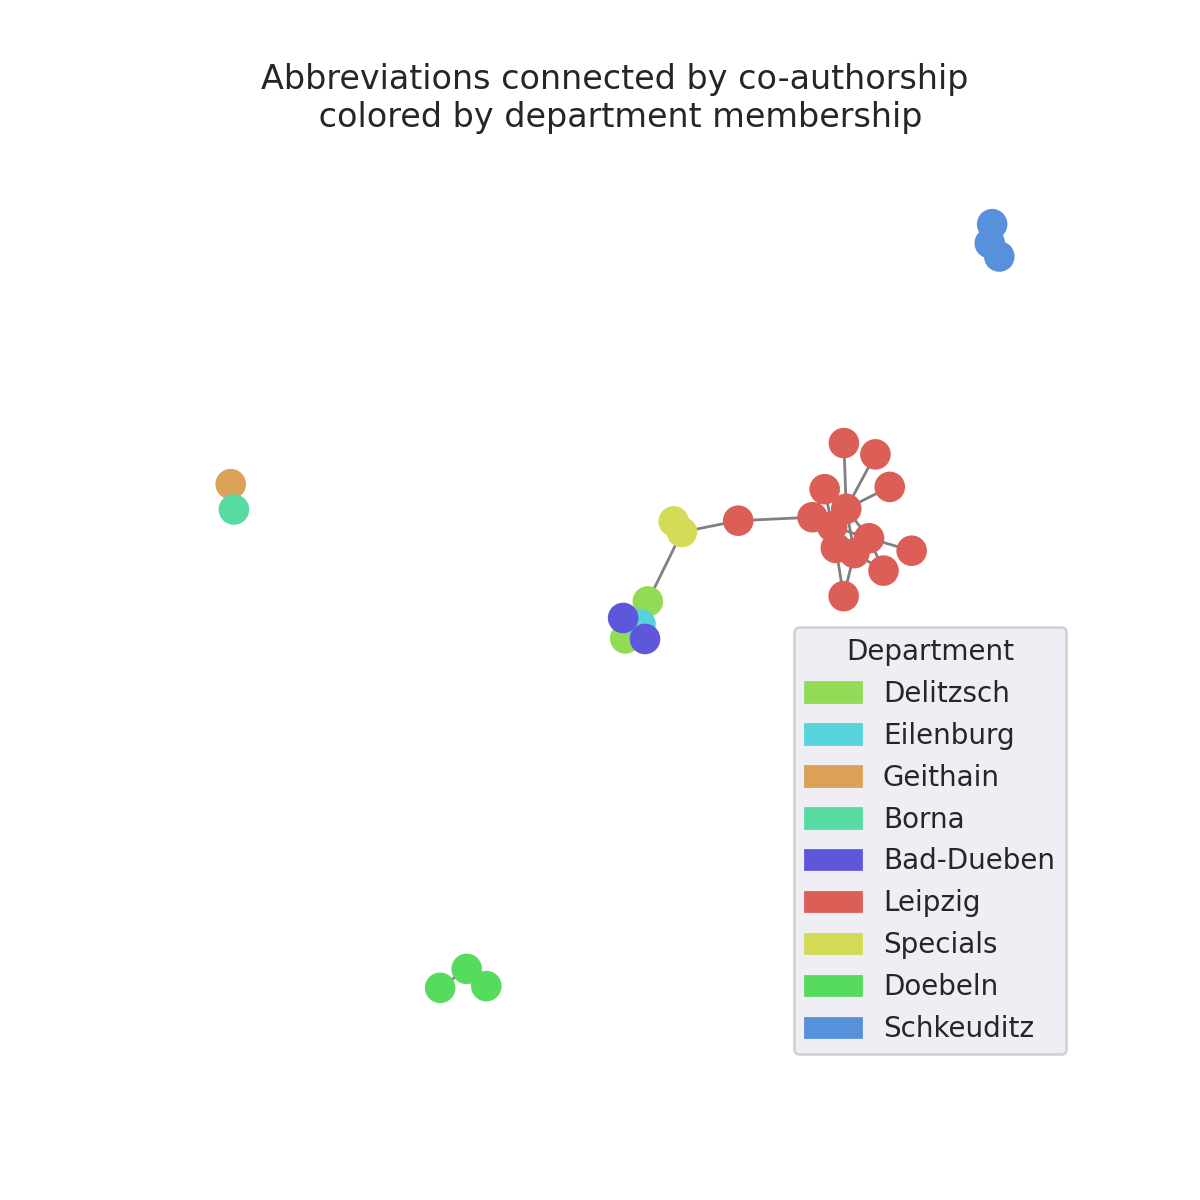 Abbreviations connected by co-authorship
colored by department membership
Department
Delitzsch
Eilenburg
Geithain
Borna
Bad-Dueben
Leipzig
Specials
Doebeln
Schkeuditz